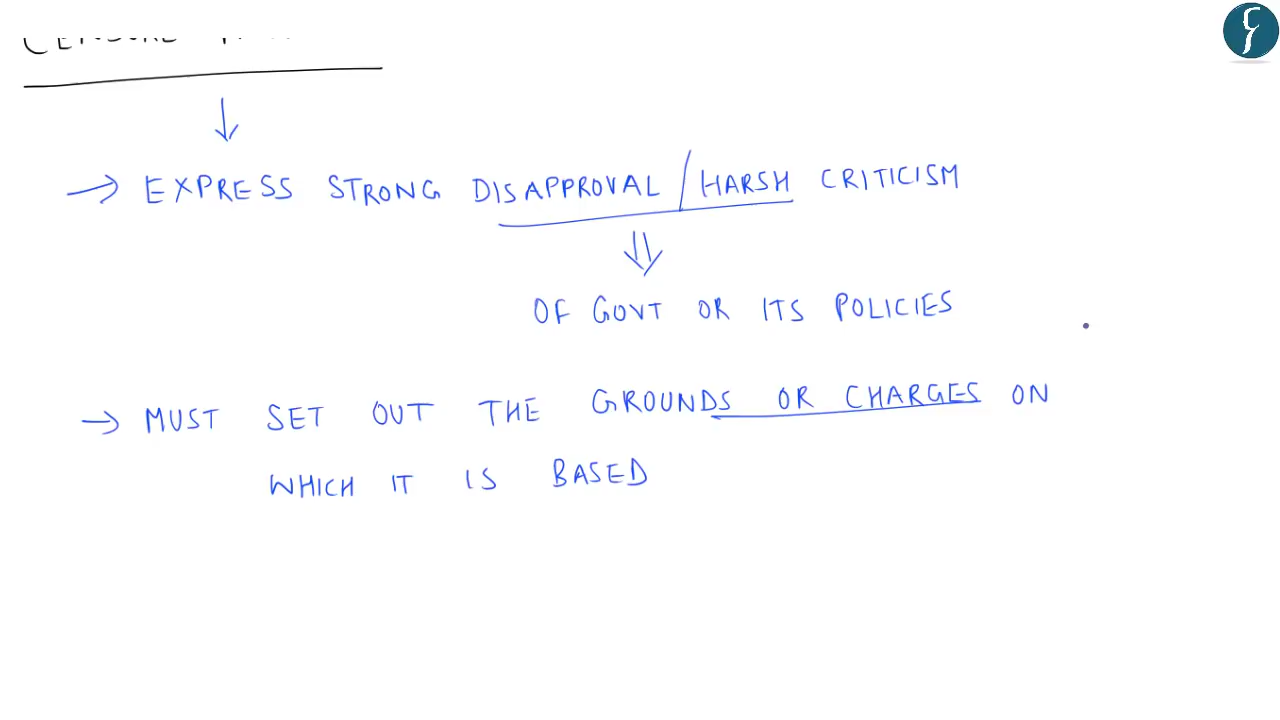 CENSURE
→ EXPRESS STRONG DISAPPROVAL / HARSH CRITICISM
OF GOVT OR ITS POLICIES
→ MUST SET OUT THE GROUNDS OR CHARGES ON
WHICH IT IS BASED